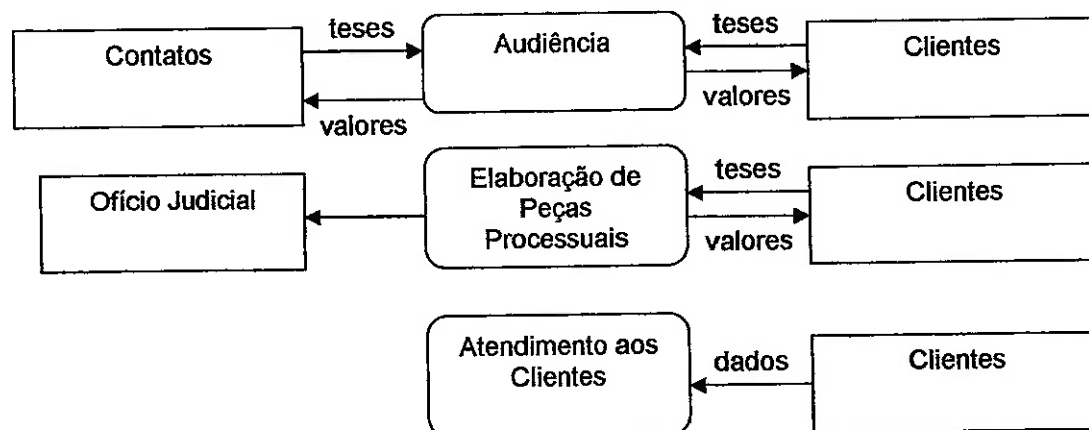 teses
Contatos
Audiência
teses
Clientes
valores
valores
Ofício Judicial
Elaboração de
Peças
Processuais
teses
Clientes
valores
Atendimento aos
Clientes
dados
Clientes